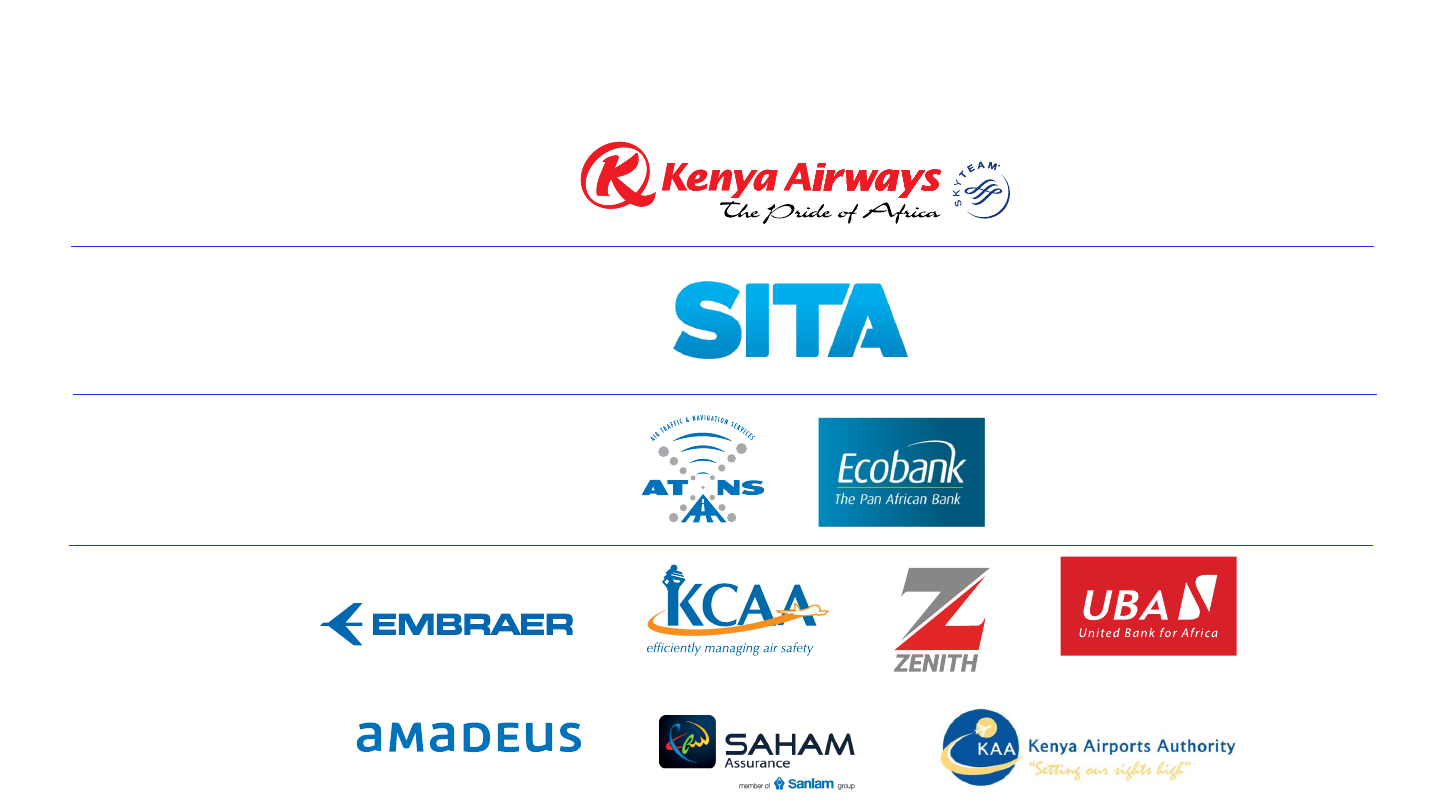 K Kenya Airways
The Pride of Africa
SKYTEAM
SITA
AIR TRAFFIC & NAVIGATION SERVICES
ATNS
Ecobank
The Pan African Bank
EMBRAER
KCAA
efficiently managing air safety
Z
ZENITH
UBA
United Bank for Africa
amaDEUS
SAHAM
Assurance
member of Sanlam group
KAA
Kenya Airports Authority
"Setting our sights high"